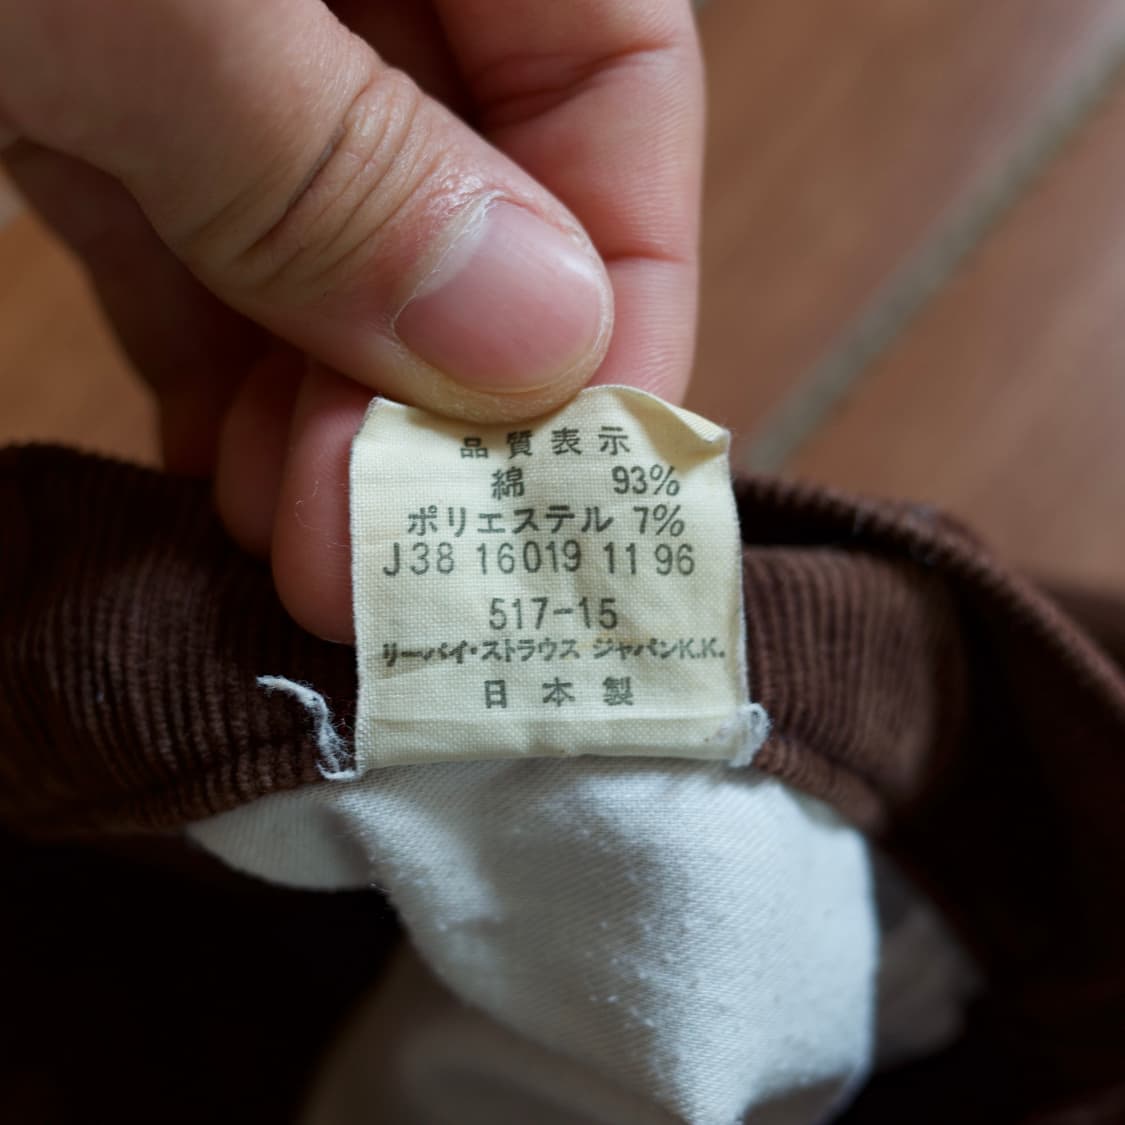 品質表示
綿 93%
ポリエステル 7%
J38 16019 11 96
517-15
リーバイ・ストラウス ジャパンK.K.
日本製